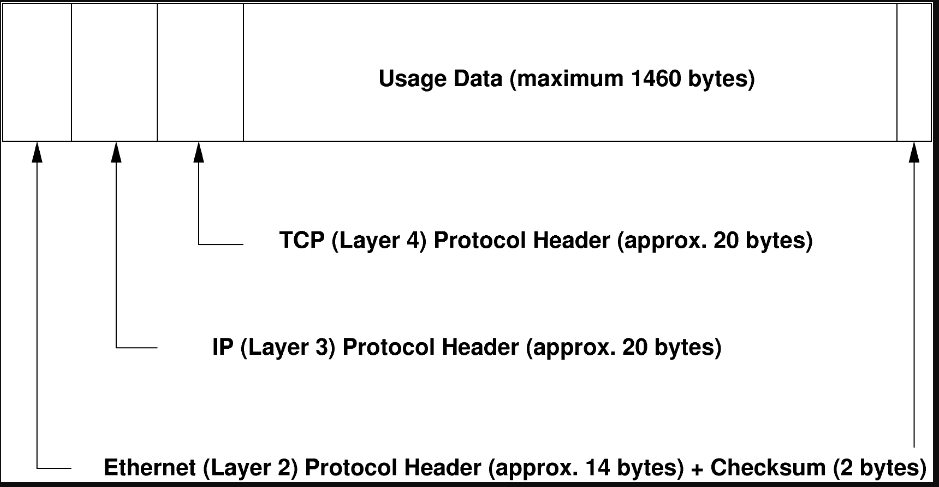 Usage Data (maximum 1460 bytes)
TCP (Layer 4) Protocol Header (approx. 20 bytes)
IP (Layer 3) Protocol Header (approx. 20 bytes)
Ethernet (Layer 2) Protocol Header (approx. 14 bytes) + Checksum (2 bytes)